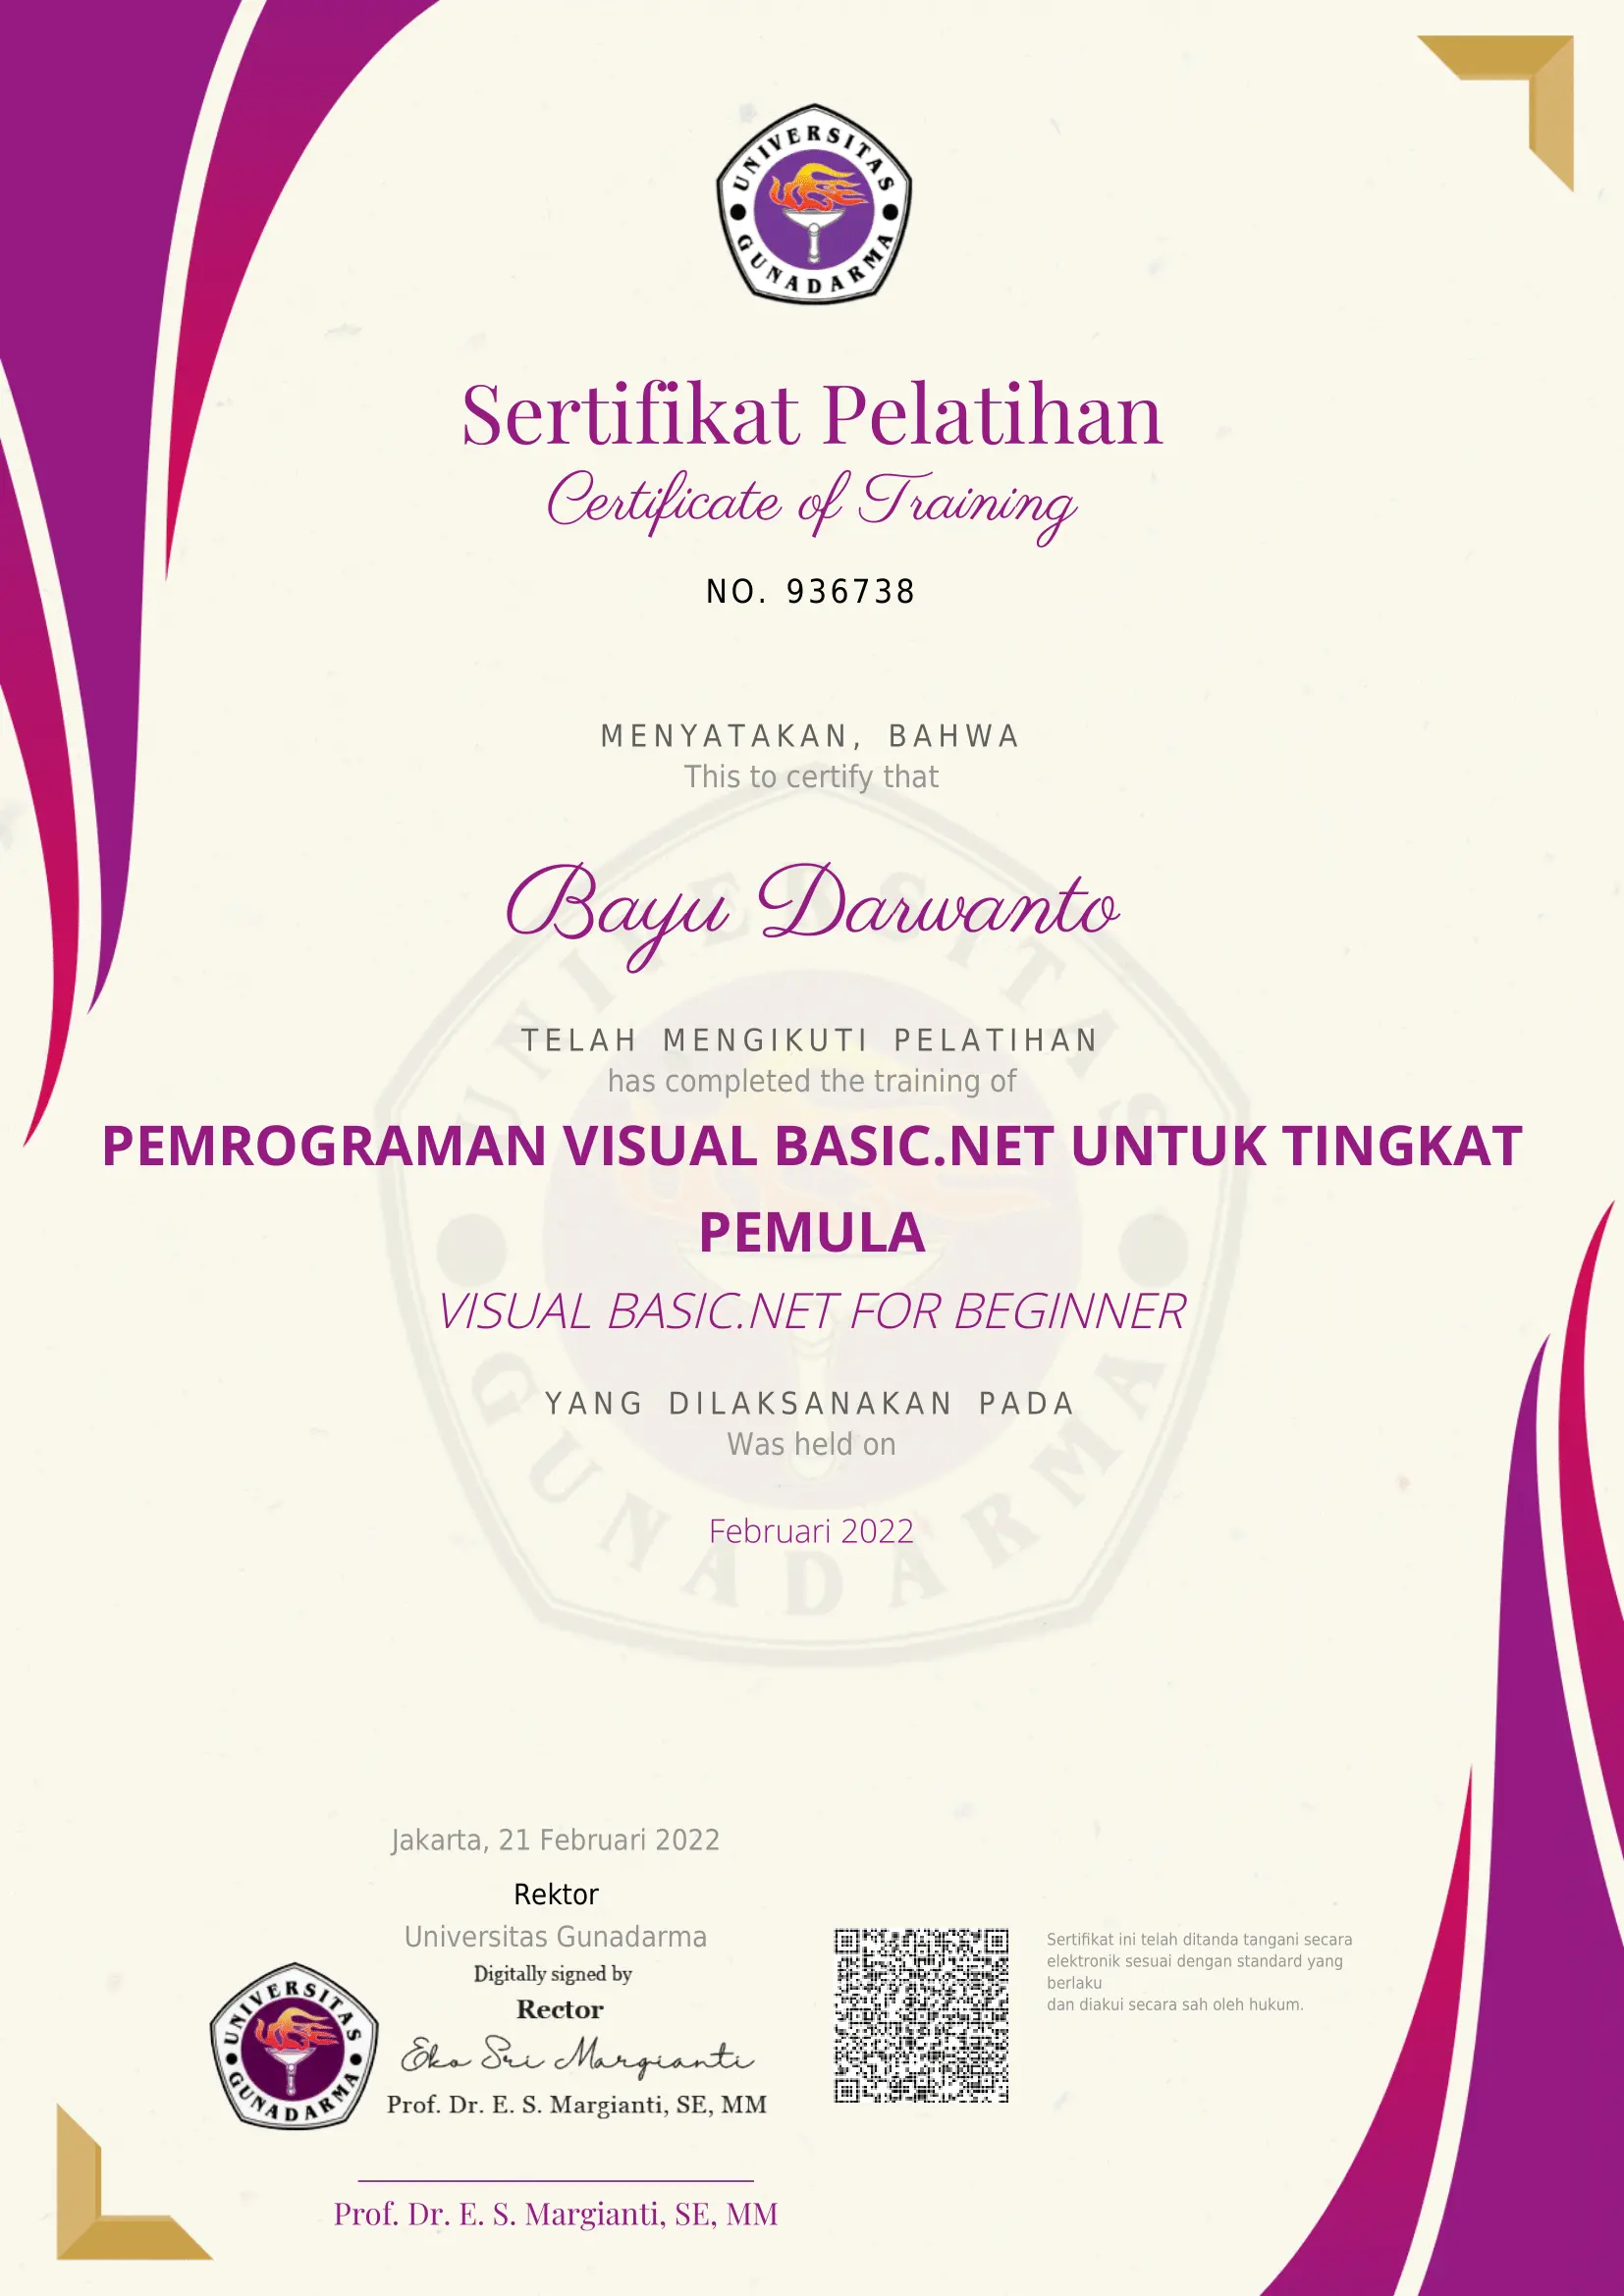 UNIVERSITAS
GUNADARMA
Sertifikat Pelatihan
Certificate of Training
NO. 936738
MENYATAKAN, BAHWA
This to certify that
Bayu Darwanto
TELAH MENGIKUTI PELATIHAN
has completed the training of
PEMROGRAMAN VISUAL BASIC.NET UNTUK TINGKAT
PEMULA
VISUAL BASIC.NET FOR BEGINNER
YANG DILAKSANAKAN PADA
Was held on
Februari 2022
UNIVERSITAS
GUNADARMA
Jakarta, 21 Februari 2022
Rektor
Universitas Gunadarma
Digitally signed by
Rector
Eko Sri Margianti
Prof. Dr. E. S. Margianti, SE, MM
UNIVERSITAS
GUNADARMA
Prof. Dr. E. S. Margianti, SE, MM
Sertifikat ini telah ditanda tangani secara
elektronik sesuai dengan standard yang
berlaku
dan diakui secara sah oleh hukum.